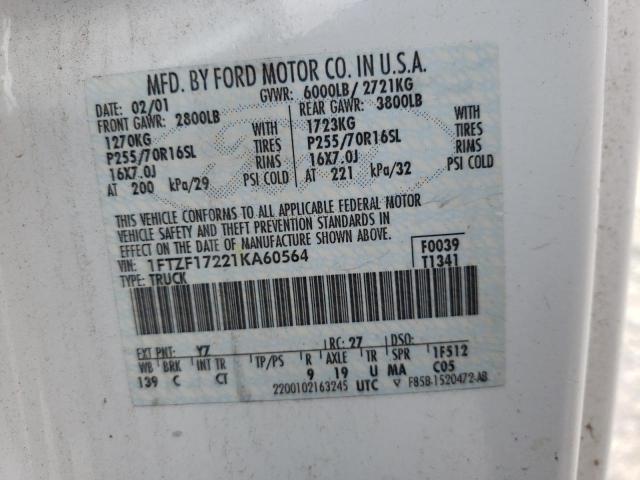 MFD. BY FORD MOTOR CO. IN U.S.A.
DATE: 02/01 GVWR: 6000LB/ 2721KG
FRONT GAWR: 2800LB REAR GAWR: 3800LB
1270KG WITH 1723KG WITH
P255/70R16SL TIRES P255/70R16SL TIRES
16X7.0J RIMS 16X7.0J RIMS
AT 200 kPa/29 PSI COLD AT 221 kPa/32 PSI COLD
THIS VEHICLE CONFORMS TO ALL APPLICABLE FEDERAL MOTOR
VEHICLE SAFETY AND THEFT PREVENTION STANDARDS IN
EFFECT ON THE DATE OF MANUFACTURE SHOWN ABOVE.
VIN: 1FTZF17221KA60564 F0039
TYPE: TRUCK T1341
EXT PNT: Y7 RC: 27 DSO:
WB BRK INT TR TP/PS R AXLE TR SPR 1F512
139 C CT 9 19 U MA C05
2200102163245 UTC F85B-1520472-AB